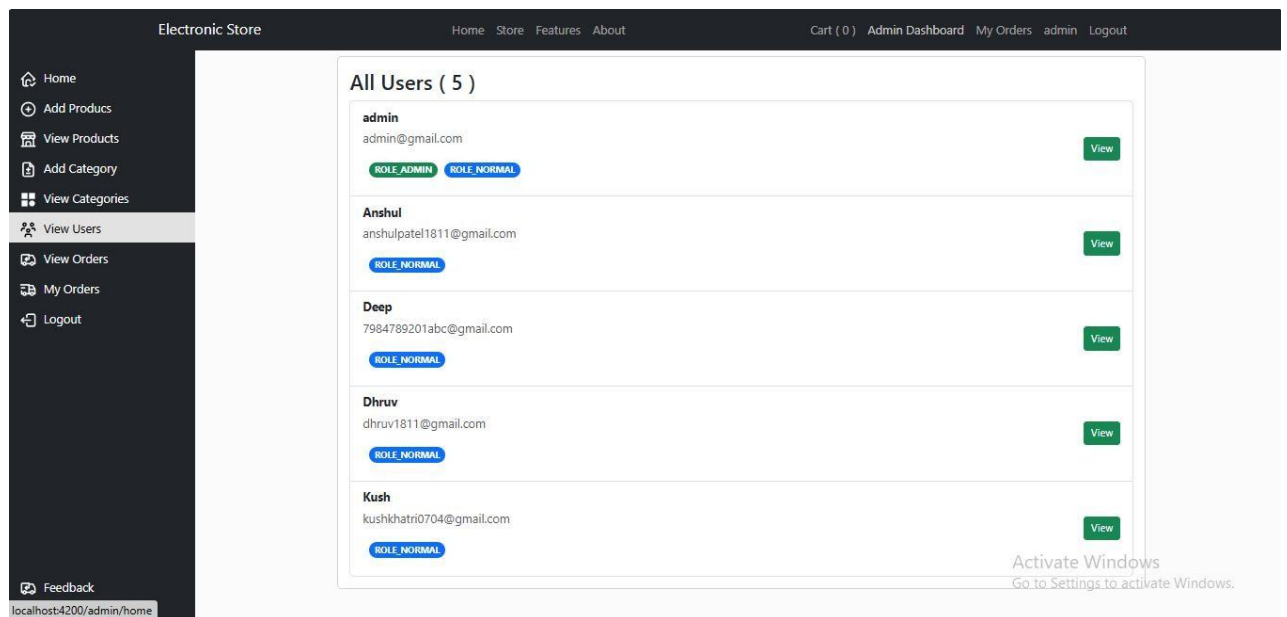 Electronic Store Home Store Features About Cart ( 0 ) Admin Dashboard My Orders admin Logout
Home
Add Producs
View Products
Add Category
View Categories
View Users
View Orders
My Orders
Logout
Feedback
localhost:4200/admin/home
All Users ( 5 )
admin
admin@gmail.com
View
ROLE_ADMIN ROLE_NORMAL
Anshul
anshulpatel1811@gmail.com
View
ROLE_NORMAL
Deep
7984789201abc@gmail.com
View
ROLE_NORMAL
Dhruv
dhruv1811@gmail.com
View
ROLE_NORMAL
Kush
kushkhatri0704@gmail.com
View
ROLE_NORMAL
Activate Windows
Go to Settings to activate Windows.